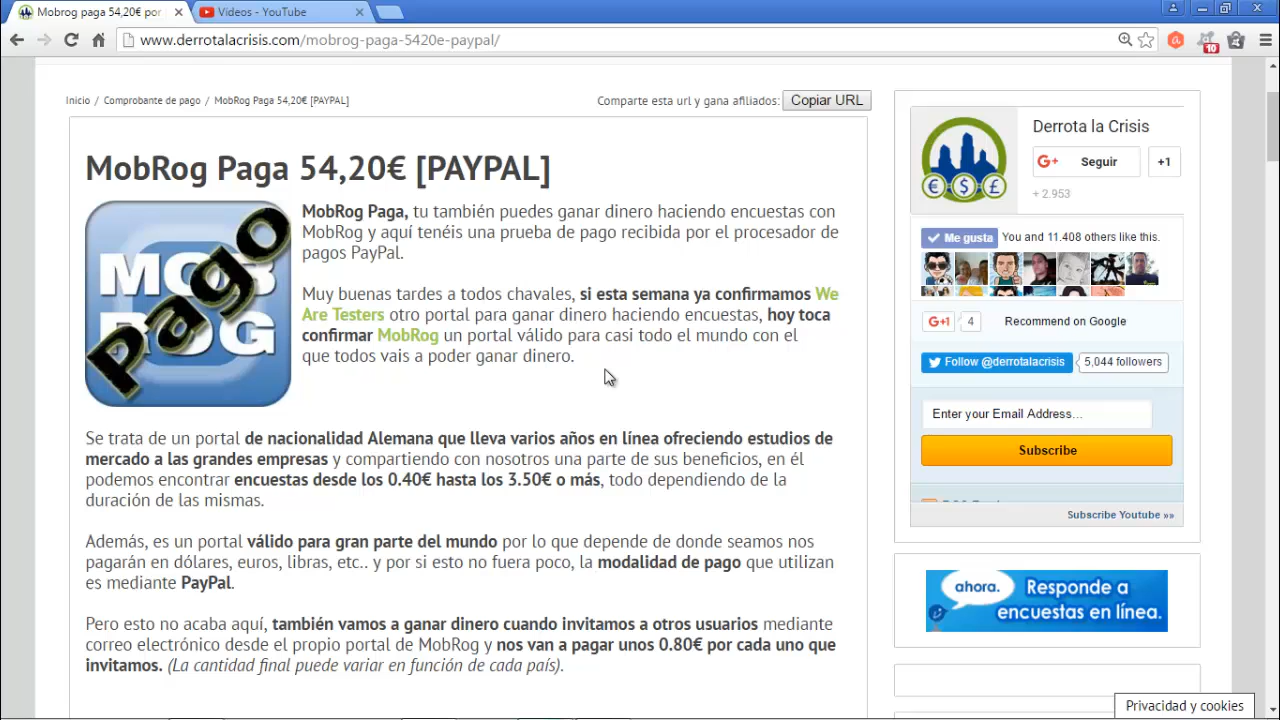 Mobrog paga 54,20€ por
Videos - YouTube
www.derrotalacrisis.com/mobrog-paga-5420e-paypal/
10
Inicio / Comprobante de pago / MobRog Paga 54,20€ [PAYPAL]
Comparte esta url y gana afiliados: Copiar URL
MobRog Paga 54,20€ [PAYPAL]
MOB
ROG
Pago
MobRog Paga, tu también puedes ganar dinero haciendo encuestas con
MobRog y aquí tenéis una prueba de pago recibida por el procesador de
pagos PayPal.
Muy buenas tardes a todos chavales, si esta semana ya confirmamos We
Are Testers otro portal para ganar dinero haciendo encuestas, hoy toca
confirmar MobRog un portal válido para casi todo el mundo con el
que todos vais a poder ganar dinero.
Se trata de un portal de nacionalidad Alemana que lleva varios años en línea ofreciendo estudios de
mercado a las grandes empresas y compartiendo con nosotros una parte de sus beneficios, en él
podemos encontrar encuestas desde los 0.40€ hasta los 3.50€ o más, todo dependiendo de la
duración de las mismas.
Además, es un portal válido para gran parte del mundo por lo que depende de donde seamos nos
pagarán en dólares, euros, libras, etc.. y por si esto no fuera poco, la modalidad de pago que utilizan
es mediante PayPal.
Pero esto no acaba aquí, también vamos a ganar dinero cuando invitamos a otros usuarios mediante
correo electrónico desde el propio portal de MobRog y nos van a pagar unos 0.80€ por cada uno que
invitamos. (La cantidad final puede variar en función de cada país).
Derrota la Crisis
G+ Seguir +1
+ 2.953
Me gusta You and 11.408 others like this.
G+1 4 Recommend on Google
Follow @derrotalacrisis 5,044 followers
Enter your Email Address...
Subscribe
Subscribe Youtube »»
ahora. Responde a
encuestas en línea.
Privacidad y cookies